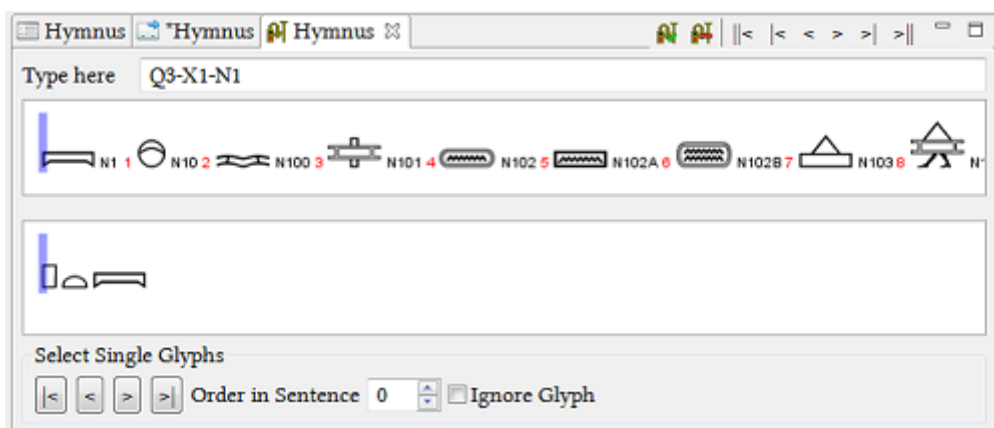 Hymnus *Hymnus Hymnus ||< |< < > >| >||
Type here Q3-X1-N1
N1 1 N10 2 N100 3 N101 4 N102 5 N102A 6 N102B 7 N103 8 N
Select Single Glyphs
|< < > >| Order in Sentence 0 Ignore Glyph